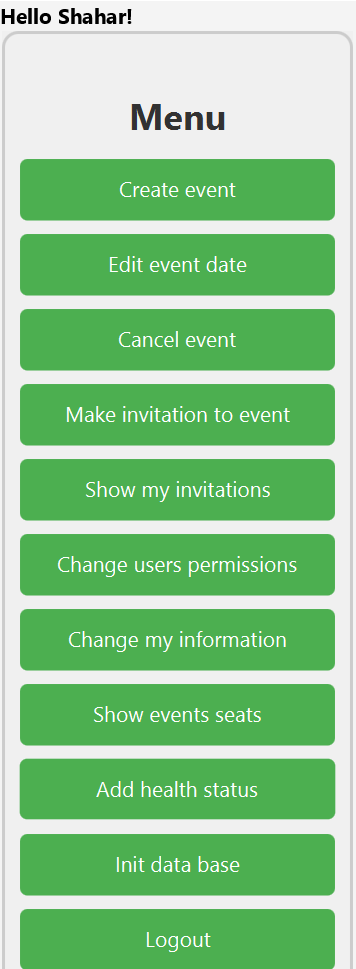 Hello Shahar!
Menu
Create event
Edit event date
Cancel event
Make invitation to event
Show my invitations
Change users permissions
Change my information
Show events seats
Add health status
Init data base
Logout